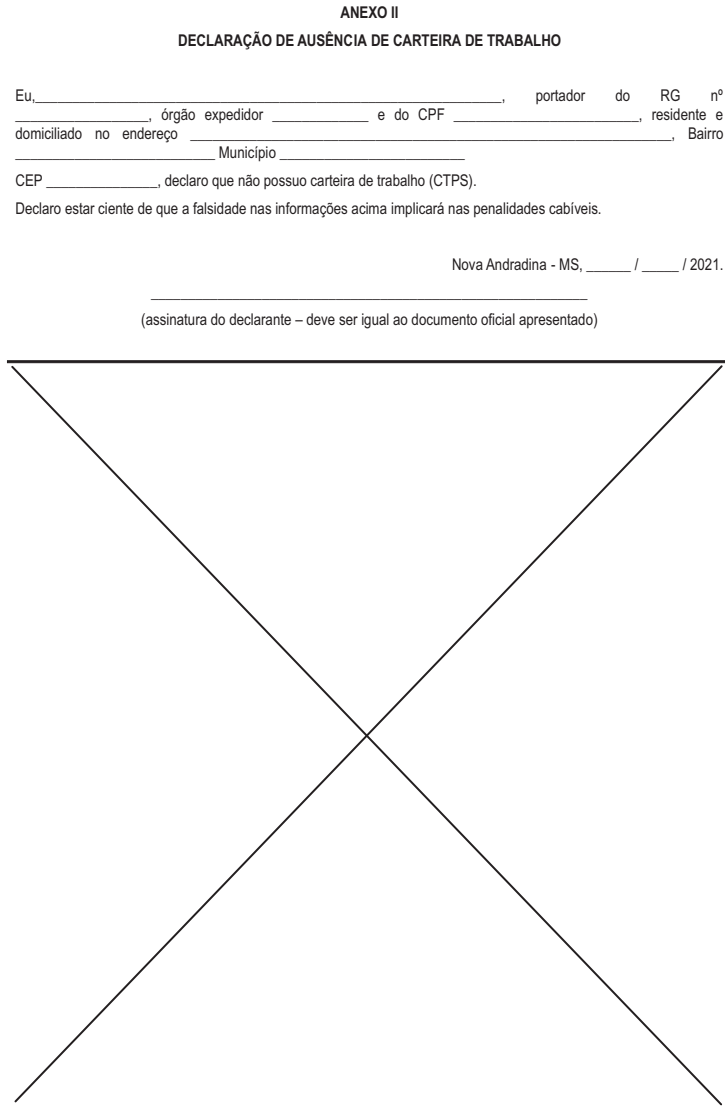 ANEXO II
DECLARAÇÃO DE AUSÊNCIA DE CARTEIRA DE TRABALHO
Eu,_______________________________________________________________, portador do RG nº
__________________, órgão expedidor _____________ e do CPF _________________________, residente e
domiciliado no endereço _________________________________________________________________, Bairro
___________________________ Município _________________________
CEP _______________, declaro que não possuo carteira de trabalho (CTPS).
Declaro estar ciente de que a falsidade nas informações acima implicará nas penalidades cabíveis.
Nova Andradina - MS, ______ / _____ / 2021.
___________________________________________________________
(assinatura do declarante – deve ser igual ao documento oficial apresentado)